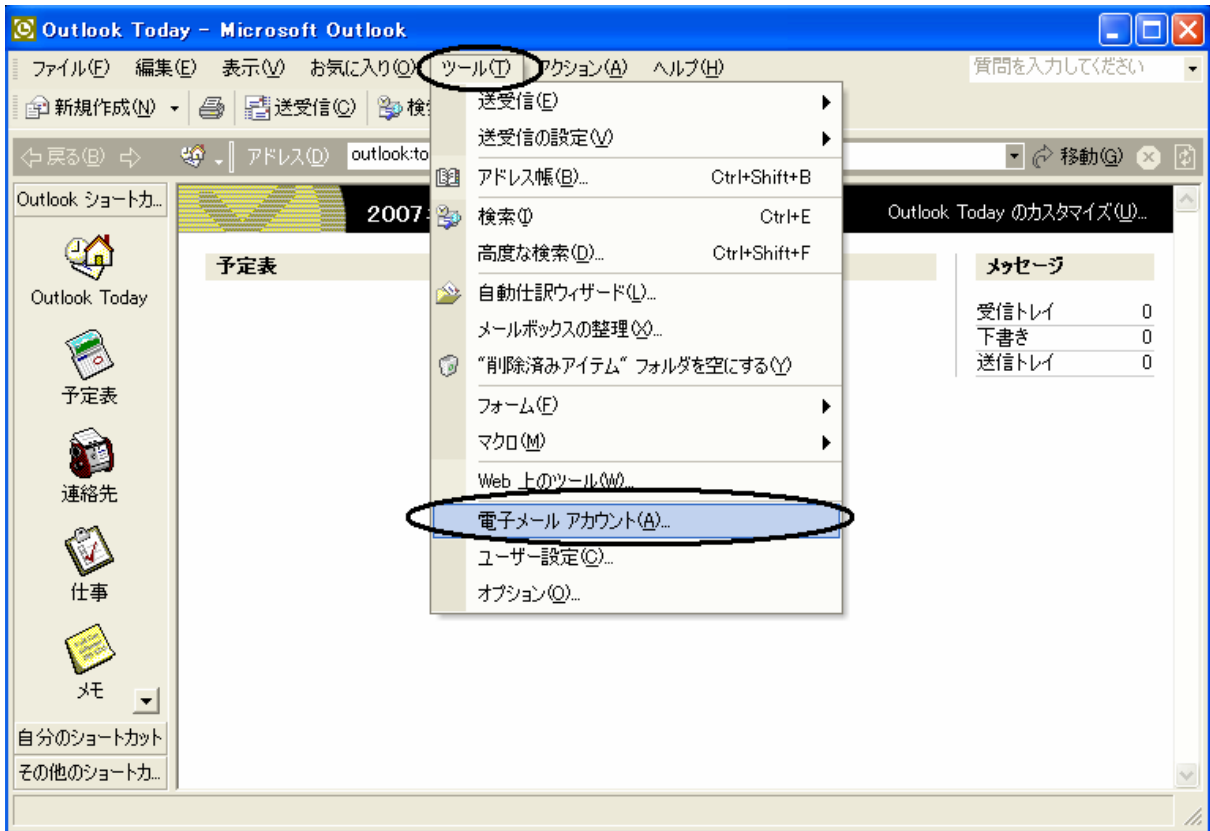 Outlook Today - Microsoft Outlook
ファイル(F) 編集(E) 表示(V) お気に入り(O) ツール(T) アクション(A) ヘルプ(H) 質問を入力してください
新規作成(N) 送受信(C)
戻る(B) アドレス(D) outlook:to 移動(G)
Outlook ショートカ...
2007 Outlook Today のカスタマイズ(U)...
Outlook Today
予定表
連絡先
仕事
メモ
自分のショートカット
その他のショートカ...
予定表
送受信(E)
送受信の設定(V)
アドレス帳(B)... Ctrl+Shift+B
検索(I) Ctrl+E
高度な検索(D)... Ctrl+Shift+F
自動仕訳ウィザード(L)...
メールボックスの整理(X)...
“削除済みアイテム“ フォルダを空にする(Y)
フォーム(F)
マクロ(M)
Web 上のツール(W)...
電子メール アカウント(A)...
ユーザー設定(C)...
オプション(O)...
メッセージ
受信トレイ 0
下書き 0
送信トレイ 0